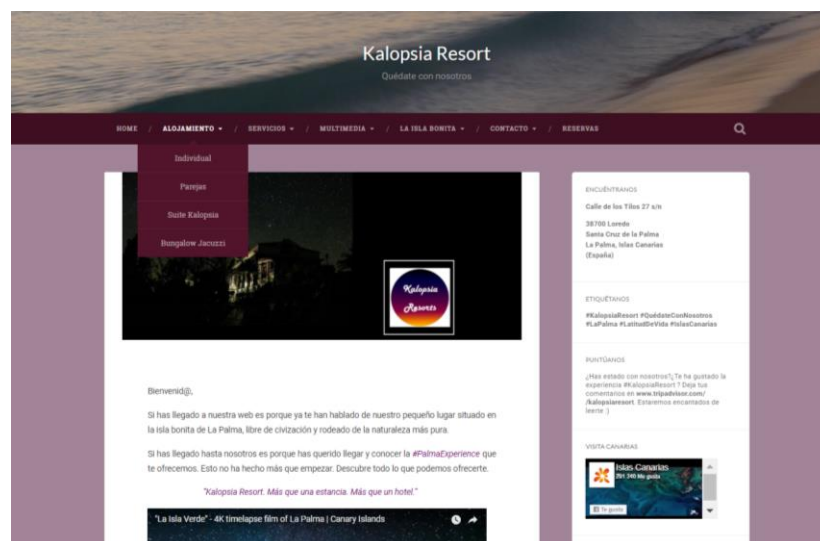 Kalopsia Resort
Quédate con nosotros
HOME / ALOJAMIENTO / SERVICIOS / MULTIMEDIA / LA ISLA BONITA / CONTACTO / RESERVAS
Individual
Parejas
Suite Kalopsia
Bungalow Jacuzzi
Kalopsia
Resorts
Bienvenid@,
Si has llegado a nuestra web es porque ya te han hablado de nuestro pequeño lugar situado en
la isla bonita de La Palma, libre de civización y rodeado de la naturaleza más pura.
Si has llegado hasta nosotros es porque has querido llegar y conocer la #PalmaExperience que
te ofrecemos. Esto no ha hecho más que empezar. Descubre todo lo que podemos ofrecerte.
"Kalopsia Resort. Más que una estancia. Más que un hotel."
"La Isla Verde" - 4K timelapse film of La Palma | Canary Islands
ENCUÉNTRANOS
Calle de los Tilos 27 s/n
38700 Loredo
Santa Cruz de la Palma
La Palma, Islas Canarias
(España)
ETIQUÉTANOS
#KalopsiaResort #QuédateConNosotros
#LaPalma #LatitudDeVida #IslasCanarias
PUNTÚANOS
¿Has estado con nosotros?¿Te ha gustado la
experiencia #KalopsiaResort ? Deja tus
comentarios en www.tripadvisor.com/
/kalopsiaresort. Estaremos encantados de
leerte :)
VISITA CANARIAS
Islas Canarias
291 240 Me gusta
Te gusta